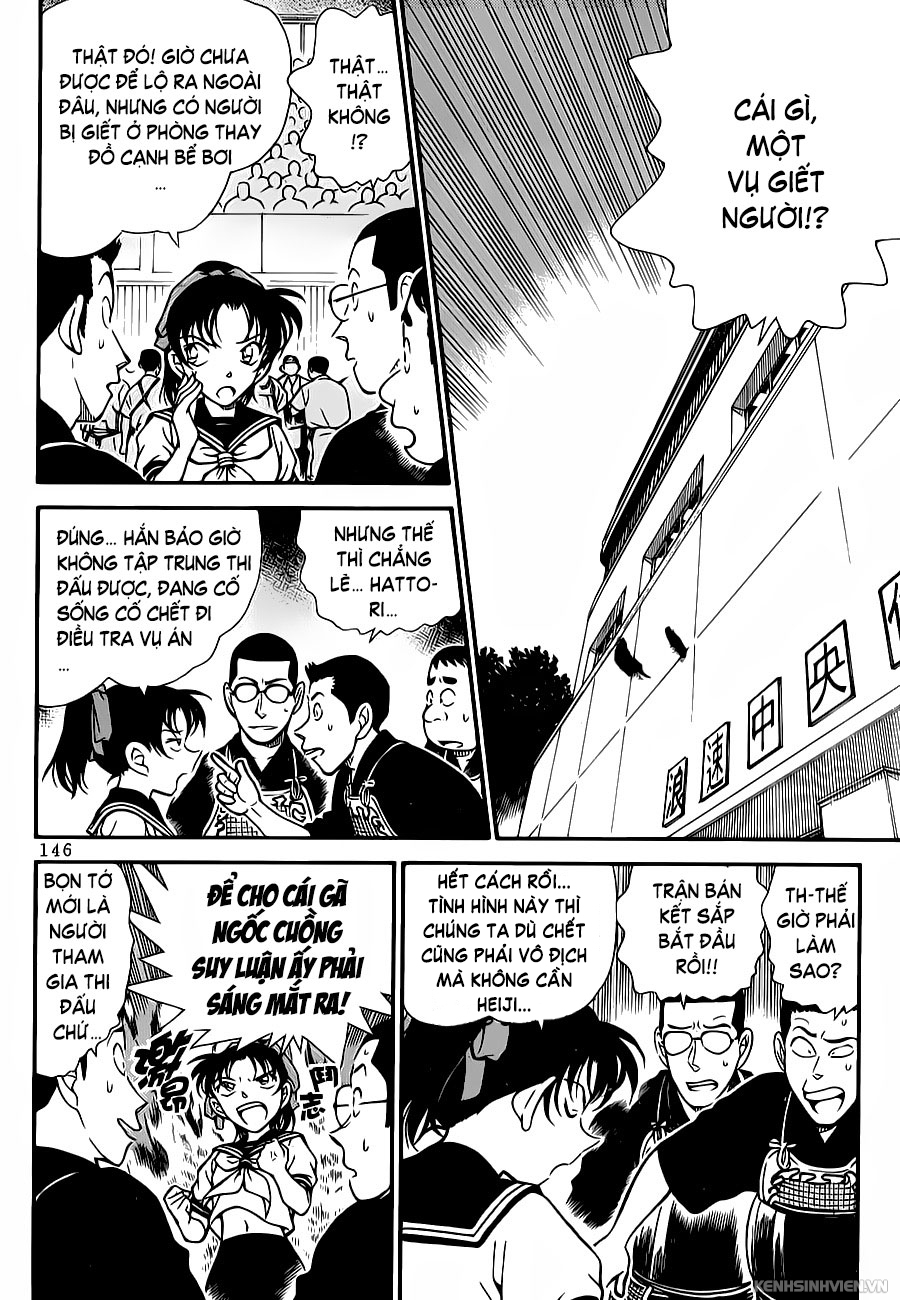 CÁI GÌ,
MỘT
VỤ GIẾT
NGƯỜI!?
浪速中央
THẬT...
THẬT
KHÔNG
!?
THẬT ĐÓ! GIỜ CHƯA
ĐƯỢC ĐỂ LỘ RA NGOÀI
ĐÂU, NHƯNG CÓ NGƯỜI
BỊ GIẾT Ở PHÒNG THAY
ĐỒ CẠNH BỂ BƠI
...
NHƯNG THẾ
THÌ CHẲNG
LẼ... HATTO-
RI...
ĐÚNG... HẮN BẢO GIỜ
KHÔNG TẬP TRUNG THI
ĐẤU ĐƯỢC, ĐANG CỐ
SỐNG CỐ CHẾT ĐI
ĐIỀU TRA VỤ ÁN
...
146
TH-THẾ
GIỜ PHẢI
LÀM
SAO?
TRẬN BÁN
KẾT SẮP
BẮT ĐẦU
RỒI!!
HẾT CÁCH RỒI...
TÌNH HÌNH NÀY THÌ
CHÚNG TA DÙ CHẾT
CŨNG PHẢI VÔ ĐỊCH
MÀ KHÔNG CẦN
HEIJI...
ĐỂ CHO CÁI GÃ
NGỐC CUỒNG
SUY LUẬN ẤY PHẢI
SÁNG MẮT RA!
BỌN TỚ
MỚI LÀ
NGƯỜI
THAM
GIA THI
ĐẤU
CHỨ...
KENHSINHVIEN.VN